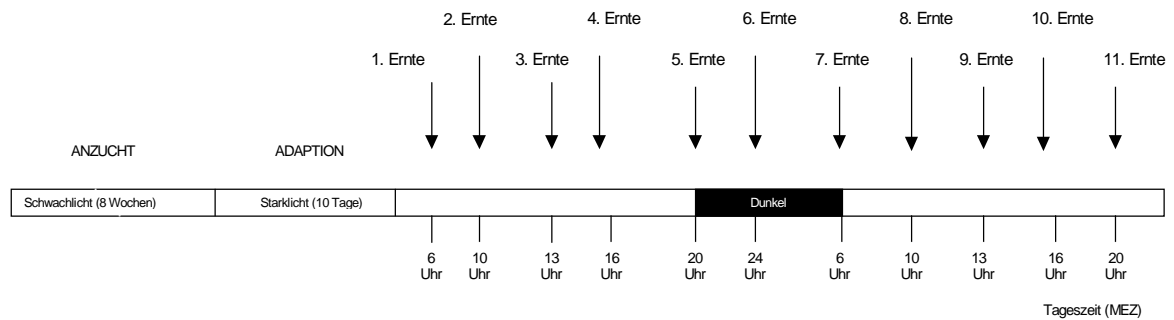 2. Ernte
4. Ernte
6. Ernte
8. Ernte
10. Ernte
1. Ernte
3. Ernte
5. Ernte
7. Ernte
9. Ernte
11. Ernte
ANZUCHT
ADAPTION
Schwachlicht (8 Wochen)
Starklicht (10 Tage)
Dunkel
6
Uhr
10
Uhr
13
Uhr
16
Uhr
20
Uhr
24
Uhr
6
Uhr
10
Uhr
13
Uhr
16
Uhr
20
Uhr
Tageszeit (MEZ)